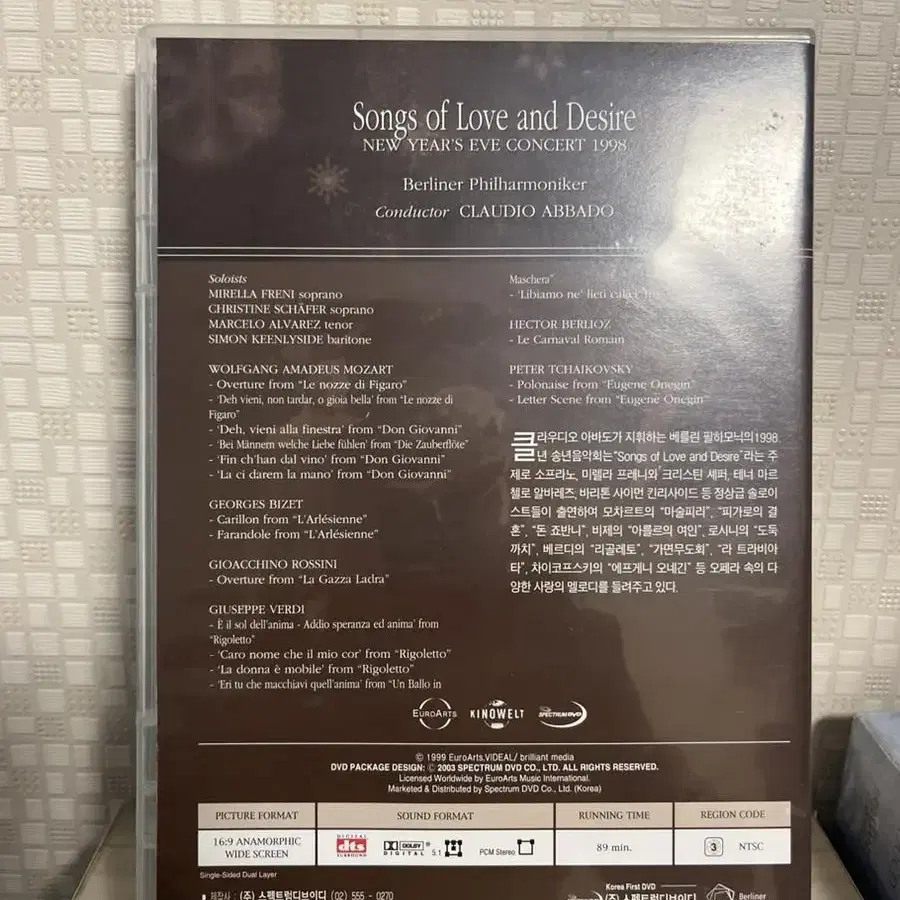 Songs of Love and Desire
NEW YEAR'S EVE CONCERT 1998
Berliner Philharmoniker
Conductor CLAUDIO ABBADO
Soloists
MIRELLA FRENI soprano
CHRISTINE SCHÄFER soprano
MARCELO ALVAREZ tenor
SIMON KEENLYSIDE baritone
WOLFGANG AMADEUS MOZART
- Overture from "Le nozze di Figaro"
- 'Deh vieni, non tardar, o gioia bella' from "Le nozze di
Figaro"
- 'Deh, vieni alla finestra' from "Don Giovanni"
- 'Bei Männern welche Liebe fühlen' from "Die Zauberflöte"
- 'Fin ch'han dal vino' from "Don Giovanni"
- 'La ci darem la mano' from "Don Giovanni"
GEORGES BIZET
- Carillon from "L'Arlésienne"
- Farandole from "L'Arlésienne"
GIOACCHINO ROSSINI
- Overture from "La Gazza Ladra"
GIUSEPPE VERDI
- È il sol dell'anima - Addio speranza ed anima' from
"Rigoletto"
- 'Caro nome che il mio cor' from "Rigoletto"
- 'La donna è mobile' from "Rigoletto"
- 'Eri tu che macchiavi quell'anima' from "Un Ballo in
Maschera"
- 'Libiamo ne' lieti calici'
HECTOR BERLIOZ
- Le Carnaval Romain
PETER TCHAIKOVSKY
- Polonaise from "Eugene Onegin"
- Letter Scene from "Eugene Onegin"
클라우디오 아바도가 지휘하는 베를린 필하모닉의 1998
년 송년음악회는 "Songs of Love and Desire"라는 주
제로 소프라노, 미렐라 프레니와 크리스틴 셰퍼, 테너 마르
첼로 알바레즈, 바리톤 사이먼 킨리사이드 등 정상급 솔로이
스트들이 출연하여 모차르트의 "마술피리", "피가로의 결
혼", "돈 죠반니", 비제의 "아를르의 여인", 로시니의 "도둑
까치", 베르디의 "리골레토", "가면무도회", "라 트라비아
타", 차이코프스키의 "에프게니 오네긴" 등 오페라 속의 다
양한 사랑의 멜로디를 들려주고 있다.
EUROARTS KINOWELT SPECTRUM DVD
© 1999 EuroArts,VIDEAL/ brilliant media
DVD PACKAGE DESIGN: © 2003 SPECTRUM DVD CO., LTD. ALL RIGHTS RESERVED.
Licensed Worldwide by EuroArts Music International.
Marketed & Distributed by Spectrum DVD Co., Ltd. (Korea)
PICTURE FORMAT SOUND FORMAT RUNNING TIME REGION CODE
16:9 ANAMORPHIC
WIDE SCREEN
DIGITAL
dts
SURROUND
DOLBY
DIGITAL 5.1
PCM Stereo
89 min.
3 NTSC
Single-Sided Dual Layer
제작사 : (주) 스펙트럼디브이디 (02) 555 - 0270
Korea First DVD
(주) 스펙트럼디브이디
Berliner